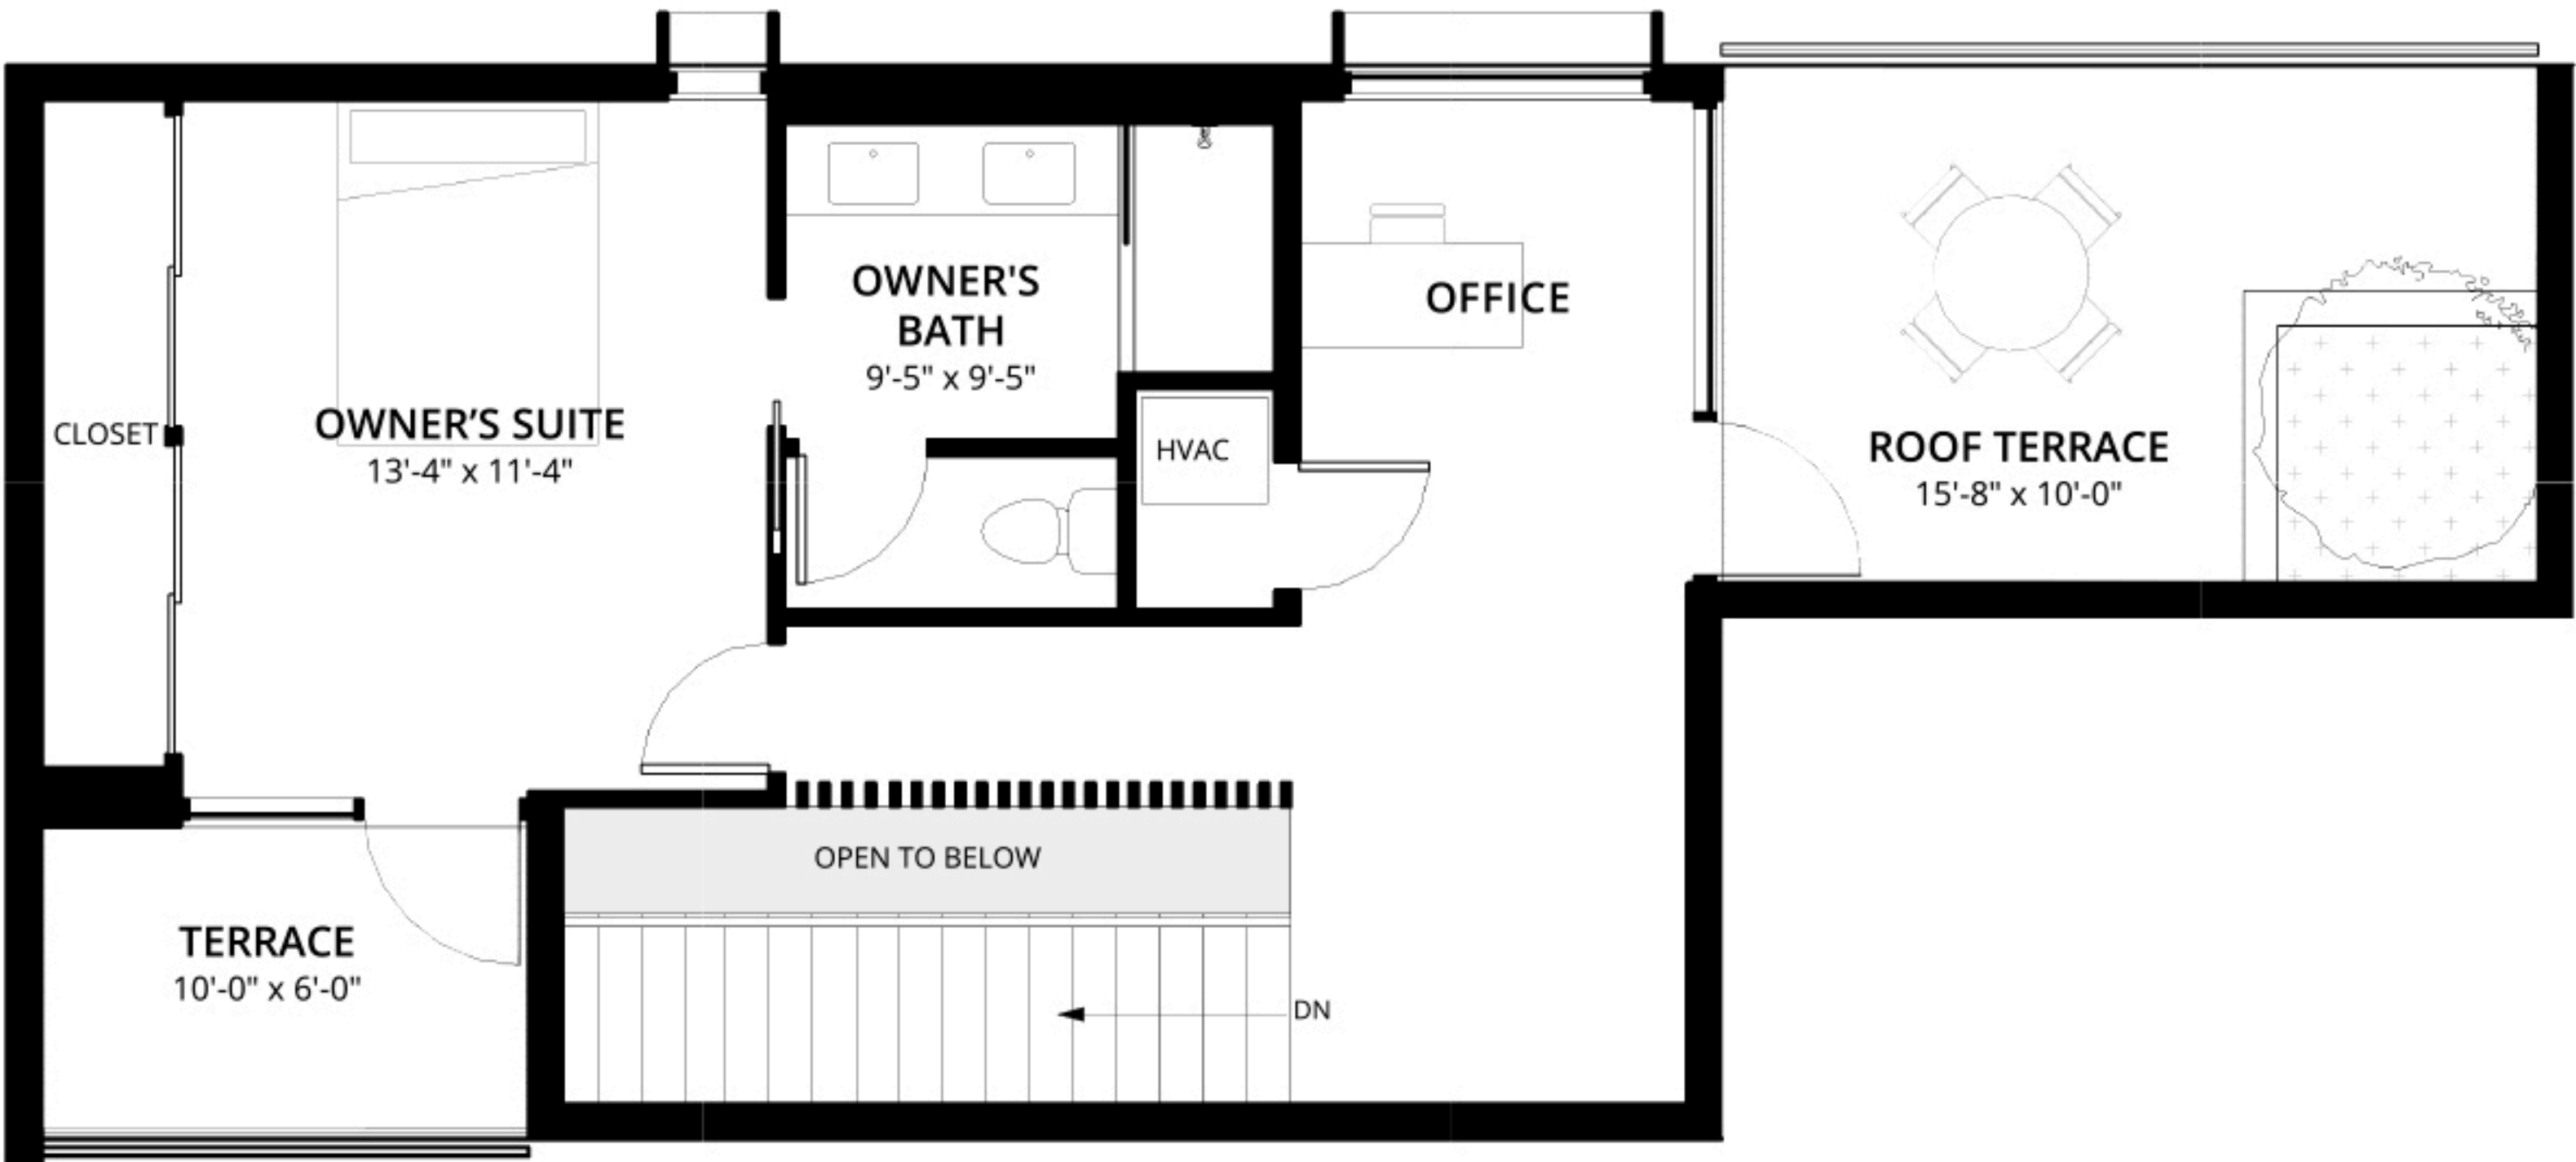 OWNER'S
BATH
9'-5" x 9'-5"
OFFICE
CLOSET
OWNER’S SUITE
13'-4" x 11'-4"
HVAC
ROOF TERRACE
15'-8" x 10'-0"
OPEN TO BELOW
TERRACE
10'-0" x 6'-0"
DN